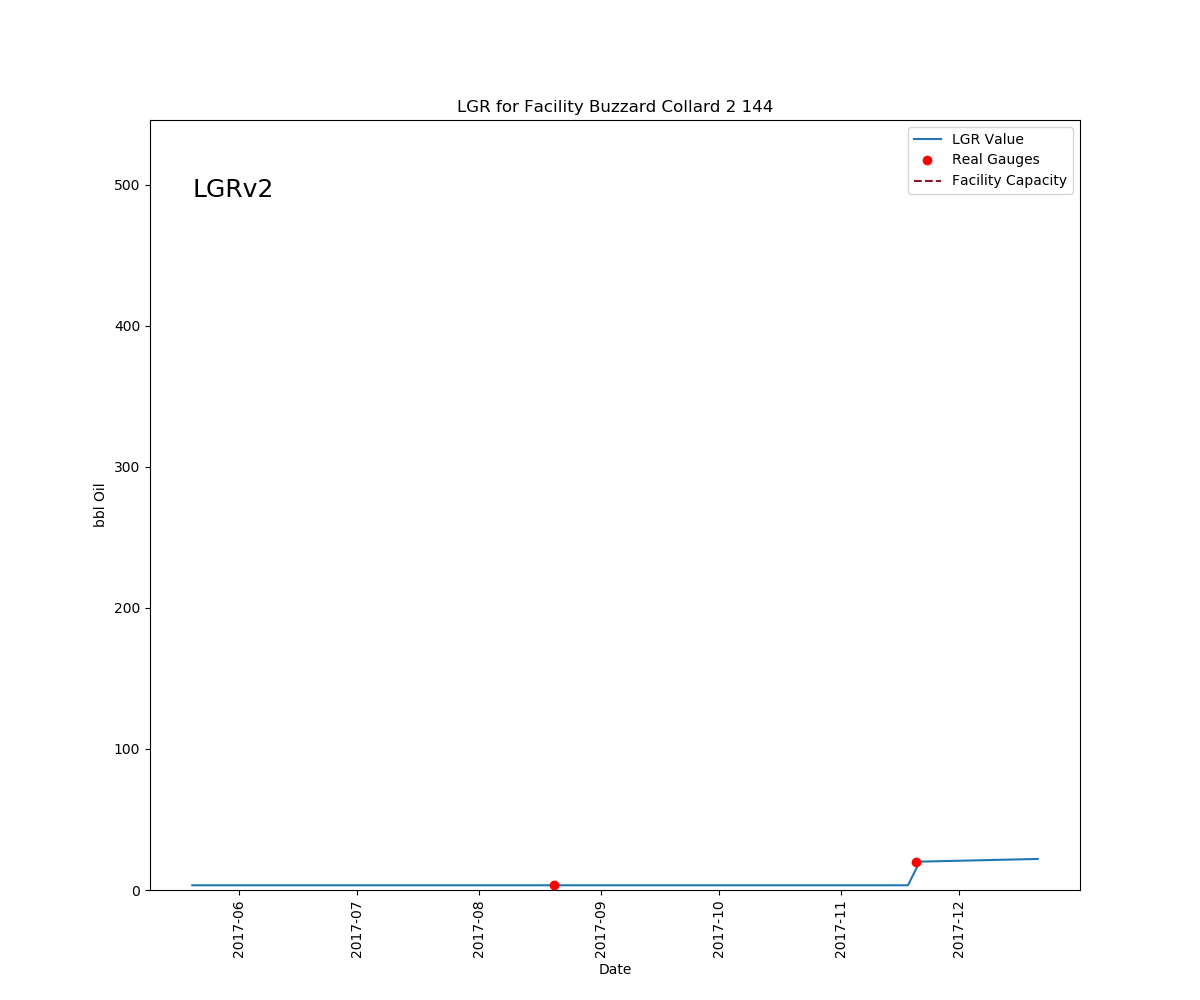 LGR for Facility Buzzard Collard 2 144
LGR Value
Real Gauges
Facility Capacity
LGRv2
500
400
300
200
100
0
bbl Oil
2017-06
2017-07
2017-08
2017-09
2017-10
2017-11
2017-12
Date